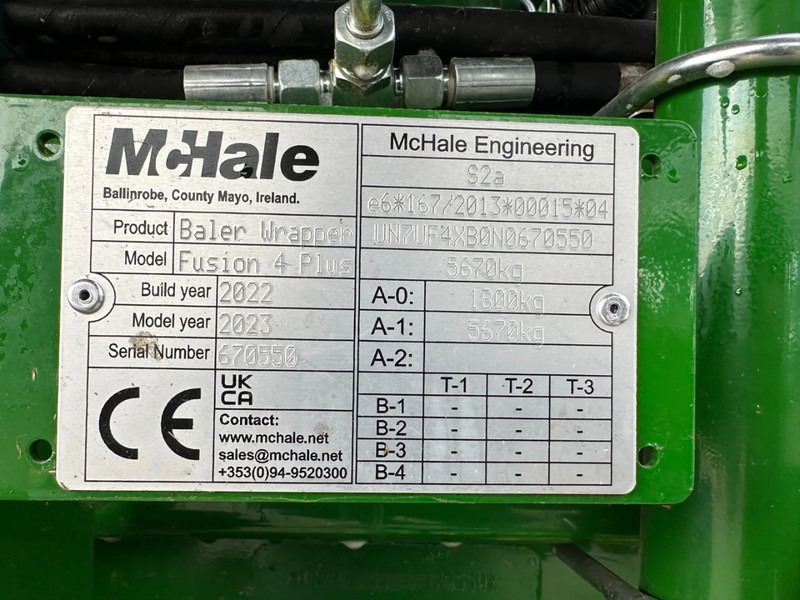 McHale
Ballinrobe, County Mayo, Ireland.
Product Baler Wrapper
Model Fusion 4 Plus
Build year 2022
Model year 2023
Serial Number 670550
CE
UK
CA
Contact:
www.mchale.net
sales@mchale.net
+353(0)94-9520300
McHale Engineering
S2a
e6*167/2013*00015*04
UN7UF4XB0N0670550
5670kg
A-0: 1800kg
A-1: 5670kg
A-2:
T-1 T-2 T-3
B-1 - - -
B-2 - - -
B-3 - - -
B-4 - - -